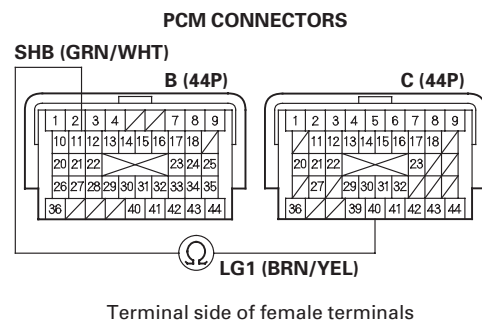 PCM CONNECTORS
SHB (GRN/WHT)
B (44P) C (44P)
1 2 3 4 7 8 9 1 2 3 4 5 6 7 8 9
10 11 12 13 14 15 16 17 18 11 12 13 14 15 16 17 18
20 21 22 23 24 25 20 21 22 23
26 27 28 29 30 31 32 33 34 35 27 29 30 31 32
36 40 41 42 43 44 36 39 40 41 42 43 44
Ω
LG1 (BRN/YEL)
Terminal side of female terminals